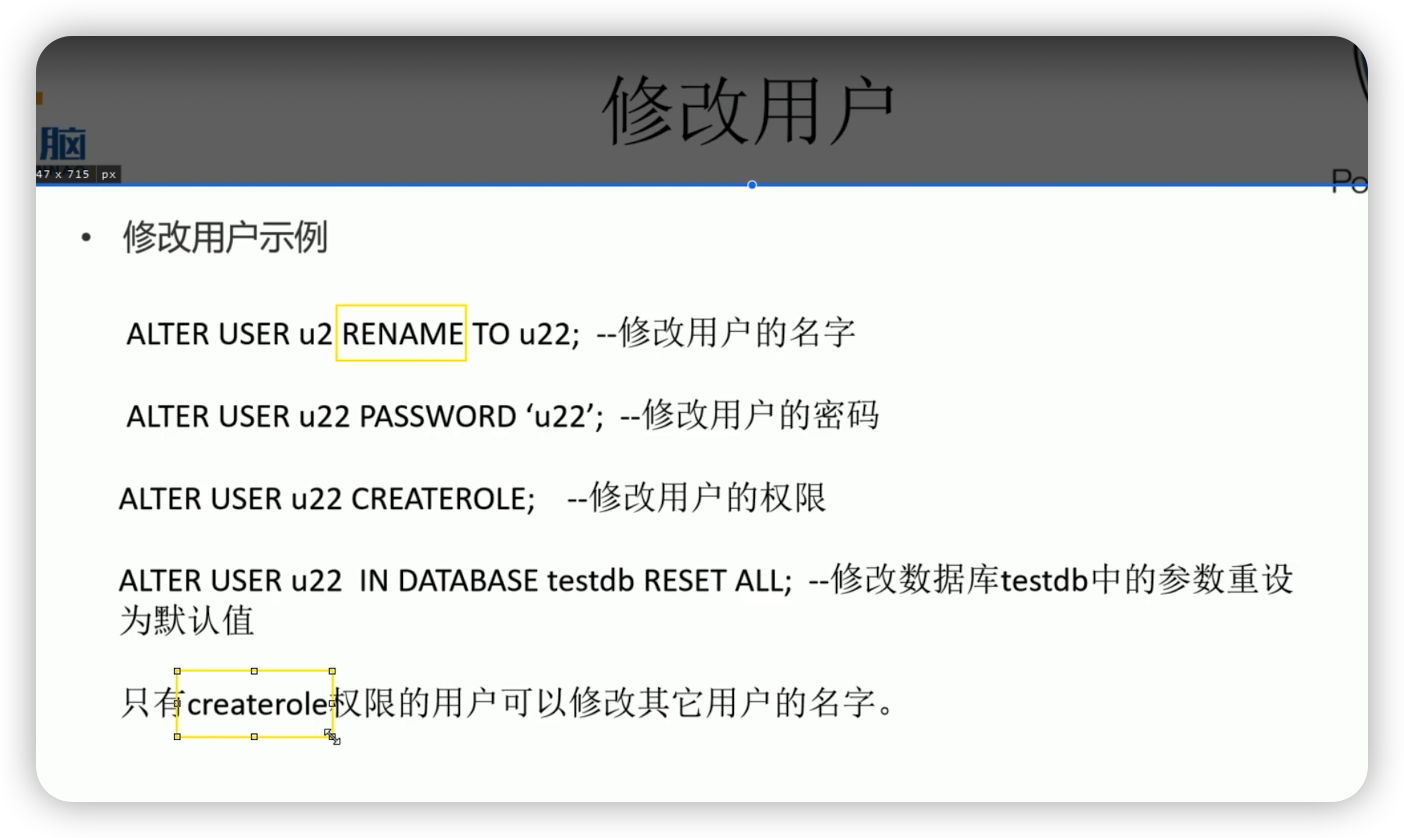 修改用户
脑
47 x 715 px
Po
• 修改用户示例
ALTER USER u2 RENAME TO u22; --修改用户的名字
ALTER USER u22 PASSWORD ‘u22’; --修改用户的密码
ALTER USER u22 CREATEROLE; --修改用户的权限
ALTER USER u22 IN DATABASE testdb RESET ALL; --修改数据库testdb中的参数重设
为默认值
只有createrole权限的用户可以修改其它用户的名字。